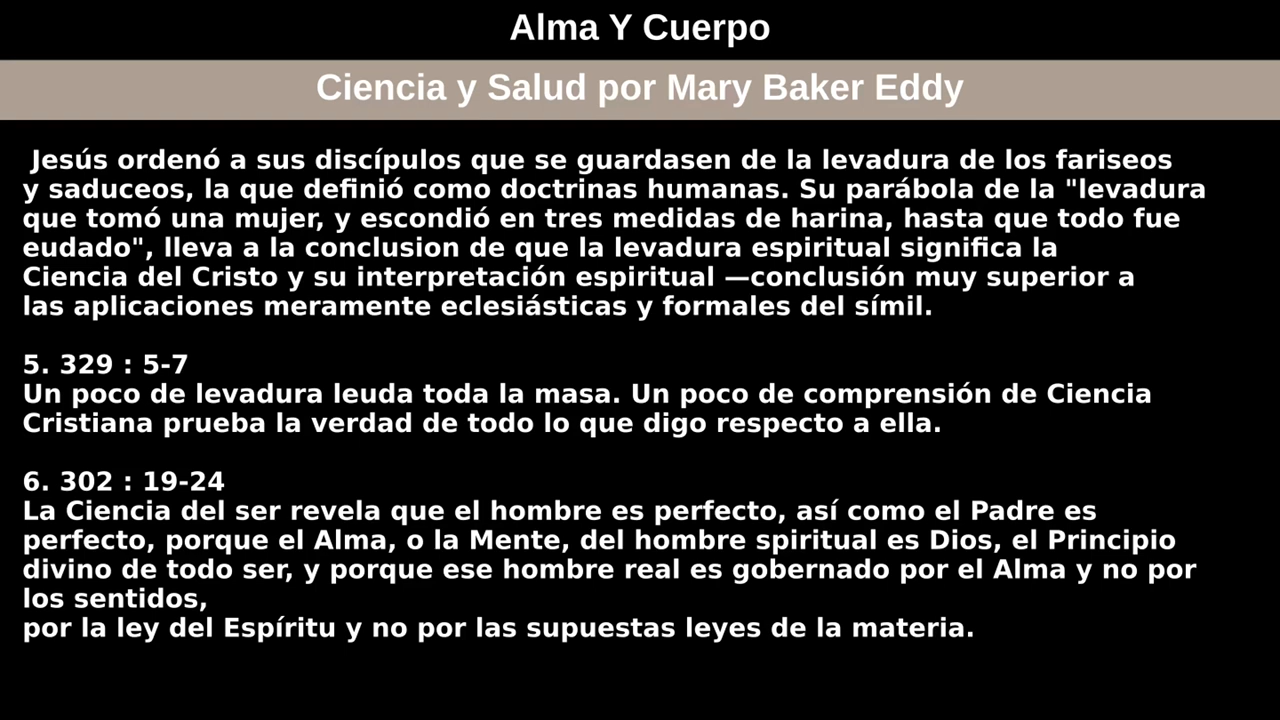 Alma Y Cuerpo
Ciencia y Salud por Mary Baker Eddy
Jesús ordenó a sus discípulos que se guardasen de la levadura de los fariseos
y saduceos, la que definió como doctrinas humanas. Su parábola de la "levadura
que tomó una mujer, y escondió en tres medidas de harina, hasta que todo fue
eudado", lleva a la conclusion de que la levadura espiritual significa la
Ciencia del Cristo y su interpretación espiritual —conclusión muy superior a
las aplicaciones meramente eclesiásticas y formales del símil.
5. 329 : 5-7
Un poco de levadura leuda toda la masa. Un poco de comprensión de Ciencia
Cristiana prueba la verdad de todo lo que digo respecto a ella.
6. 302 : 19-24
La Ciencia del ser revela que el hombre es perfecto, así como el Padre es
perfecto, porque el Alma, o la Mente, del hombre spiritual es Dios, el Principio
divino de todo ser, y porque ese hombre real es gobernado por el Alma y no por
los sentidos,
por la ley del Espíritu y no por las supuestas leyes de la materia.